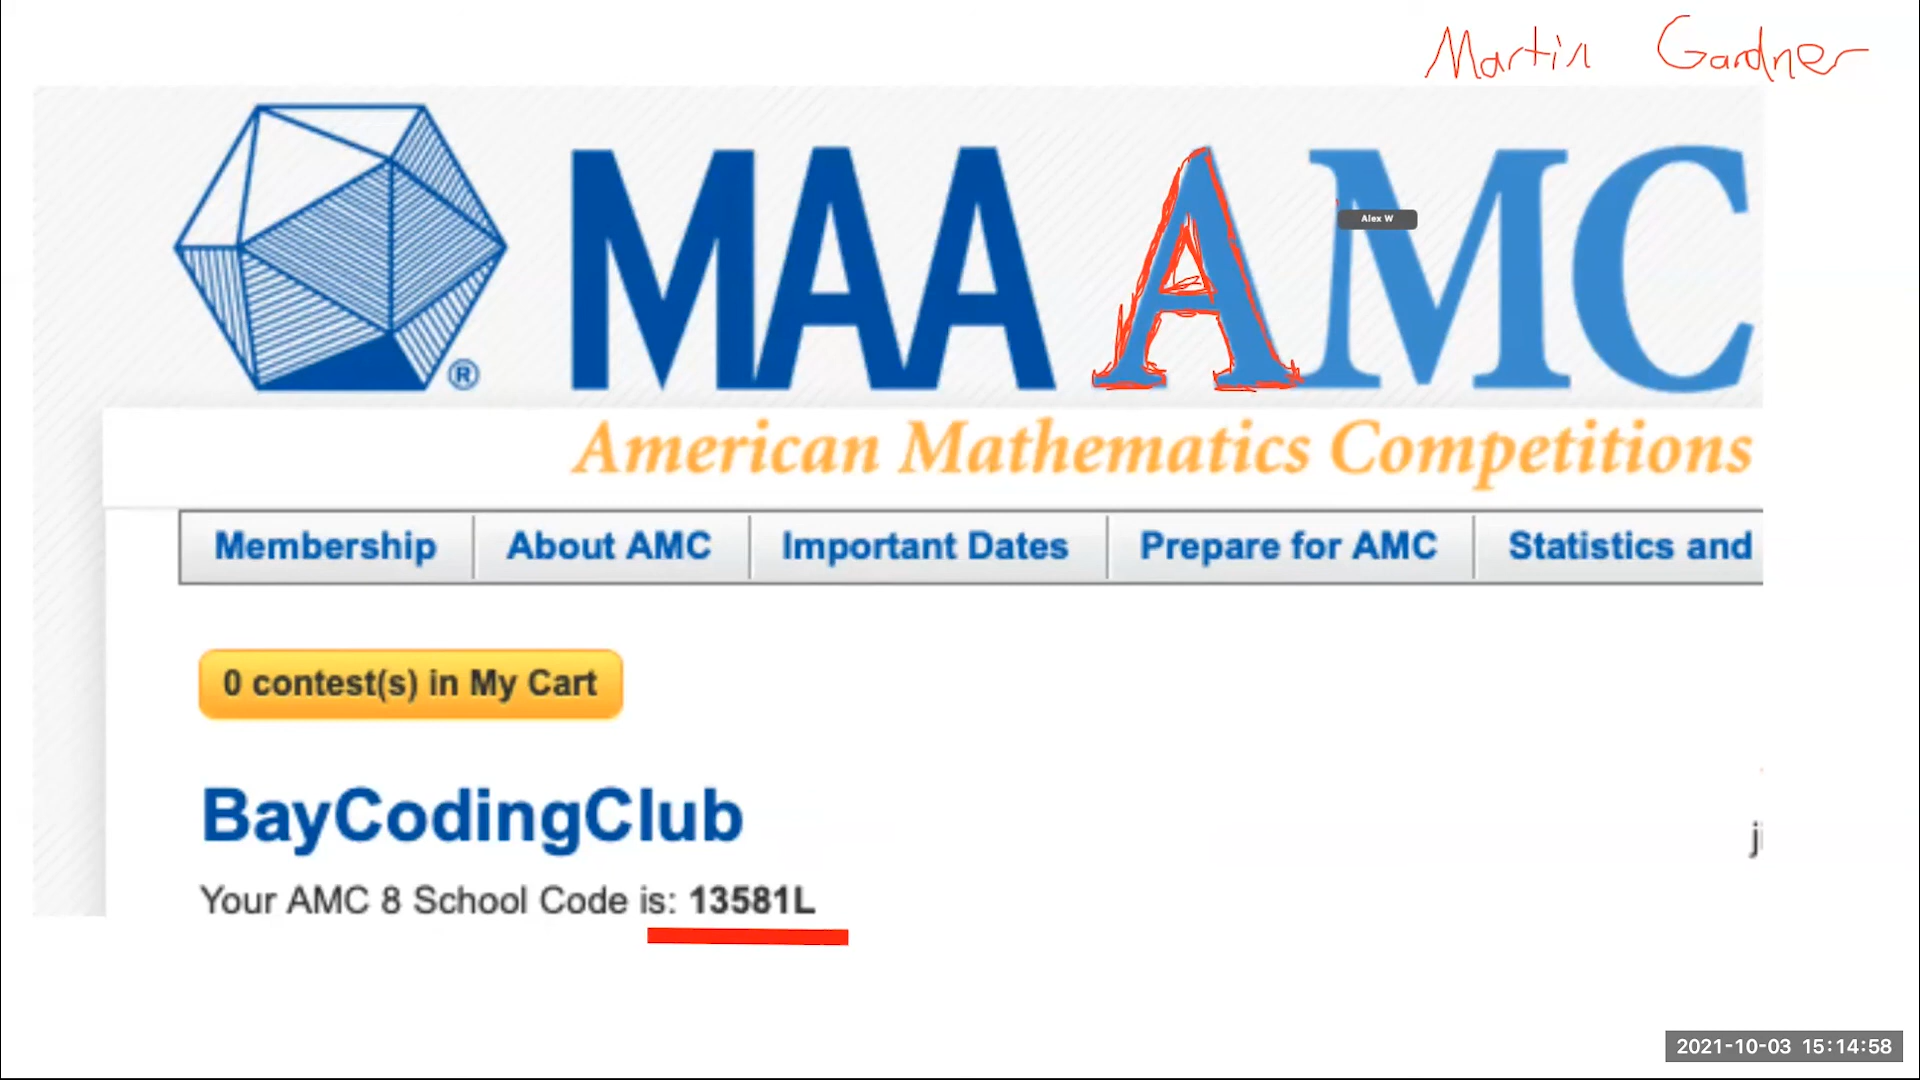 Martin Gardner
MAA AMC
Alex W
®
American Mathematics Competitions
Membership About AMC Important Dates Prepare for AMC Statistics and
0 contest(s) in My Cart
BayCodingClub
ji
Your AMC 8 School Code is: 13581L
2021-10-03 15:14:58